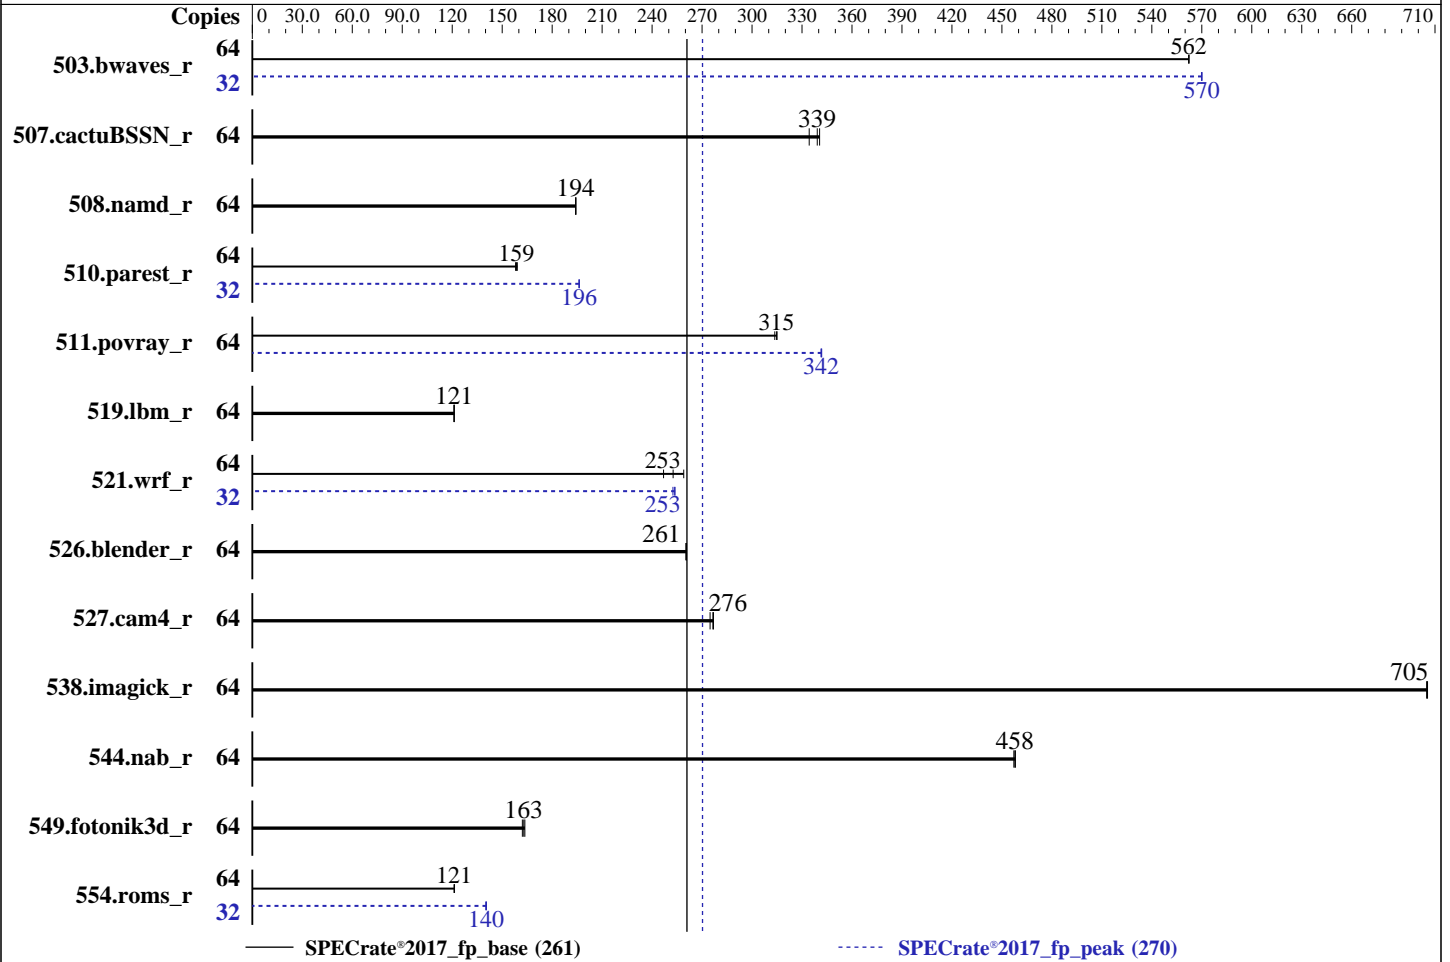 Copies 0 30.0 60.0 90.0 120 150 180 210 240 270 300 330 360 390 420 450 480 510 540 570 600 630 660 710
503.bwaves_r 64 562
32 570
507.cactuBSSN_r 64 339
508.namd_r 64 194
510.parest_r 64 159
32 196
511.povray_r 64 315
342
519.lbm_r 64 121
521.wrf_r 64 253
32 253
526.blender_r 64 261
527.cam4_r 64 276
538.imagick_r 64 705
544.nab_r 64 458
549.fotonik3d_r 64 163
554.roms_r 64 121
32 140
SPECrate®2017_fp_base (261) SPECrate®2017_fp_peak (270)